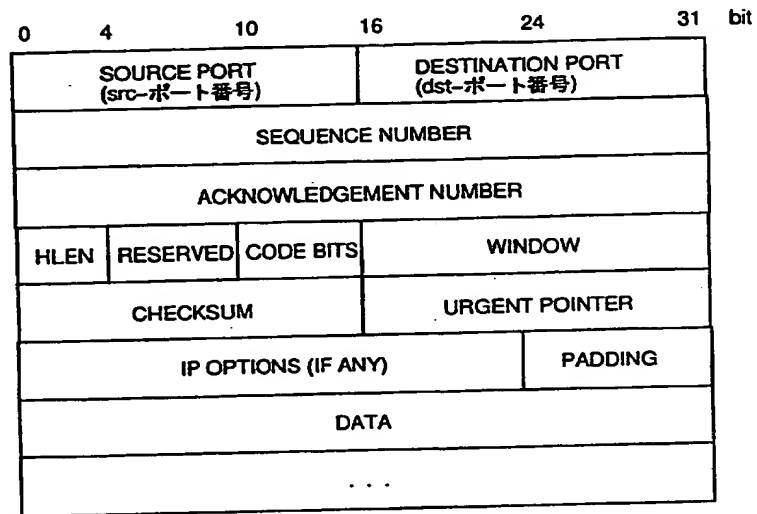 0 4 10 16 24 31 bit
SOURCE PORT DESTINATION PORT
(src-ポート番号) (dst-ポート番号)
SEQUENCE NUMBER
ACKNOWLEDGEMENT NUMBER
HLEN RESERVED CODE BITS WINDOW
CHECKSUM URGENT POINTER
IP OPTIONS (IF ANY) PADDING
DATA
. . .